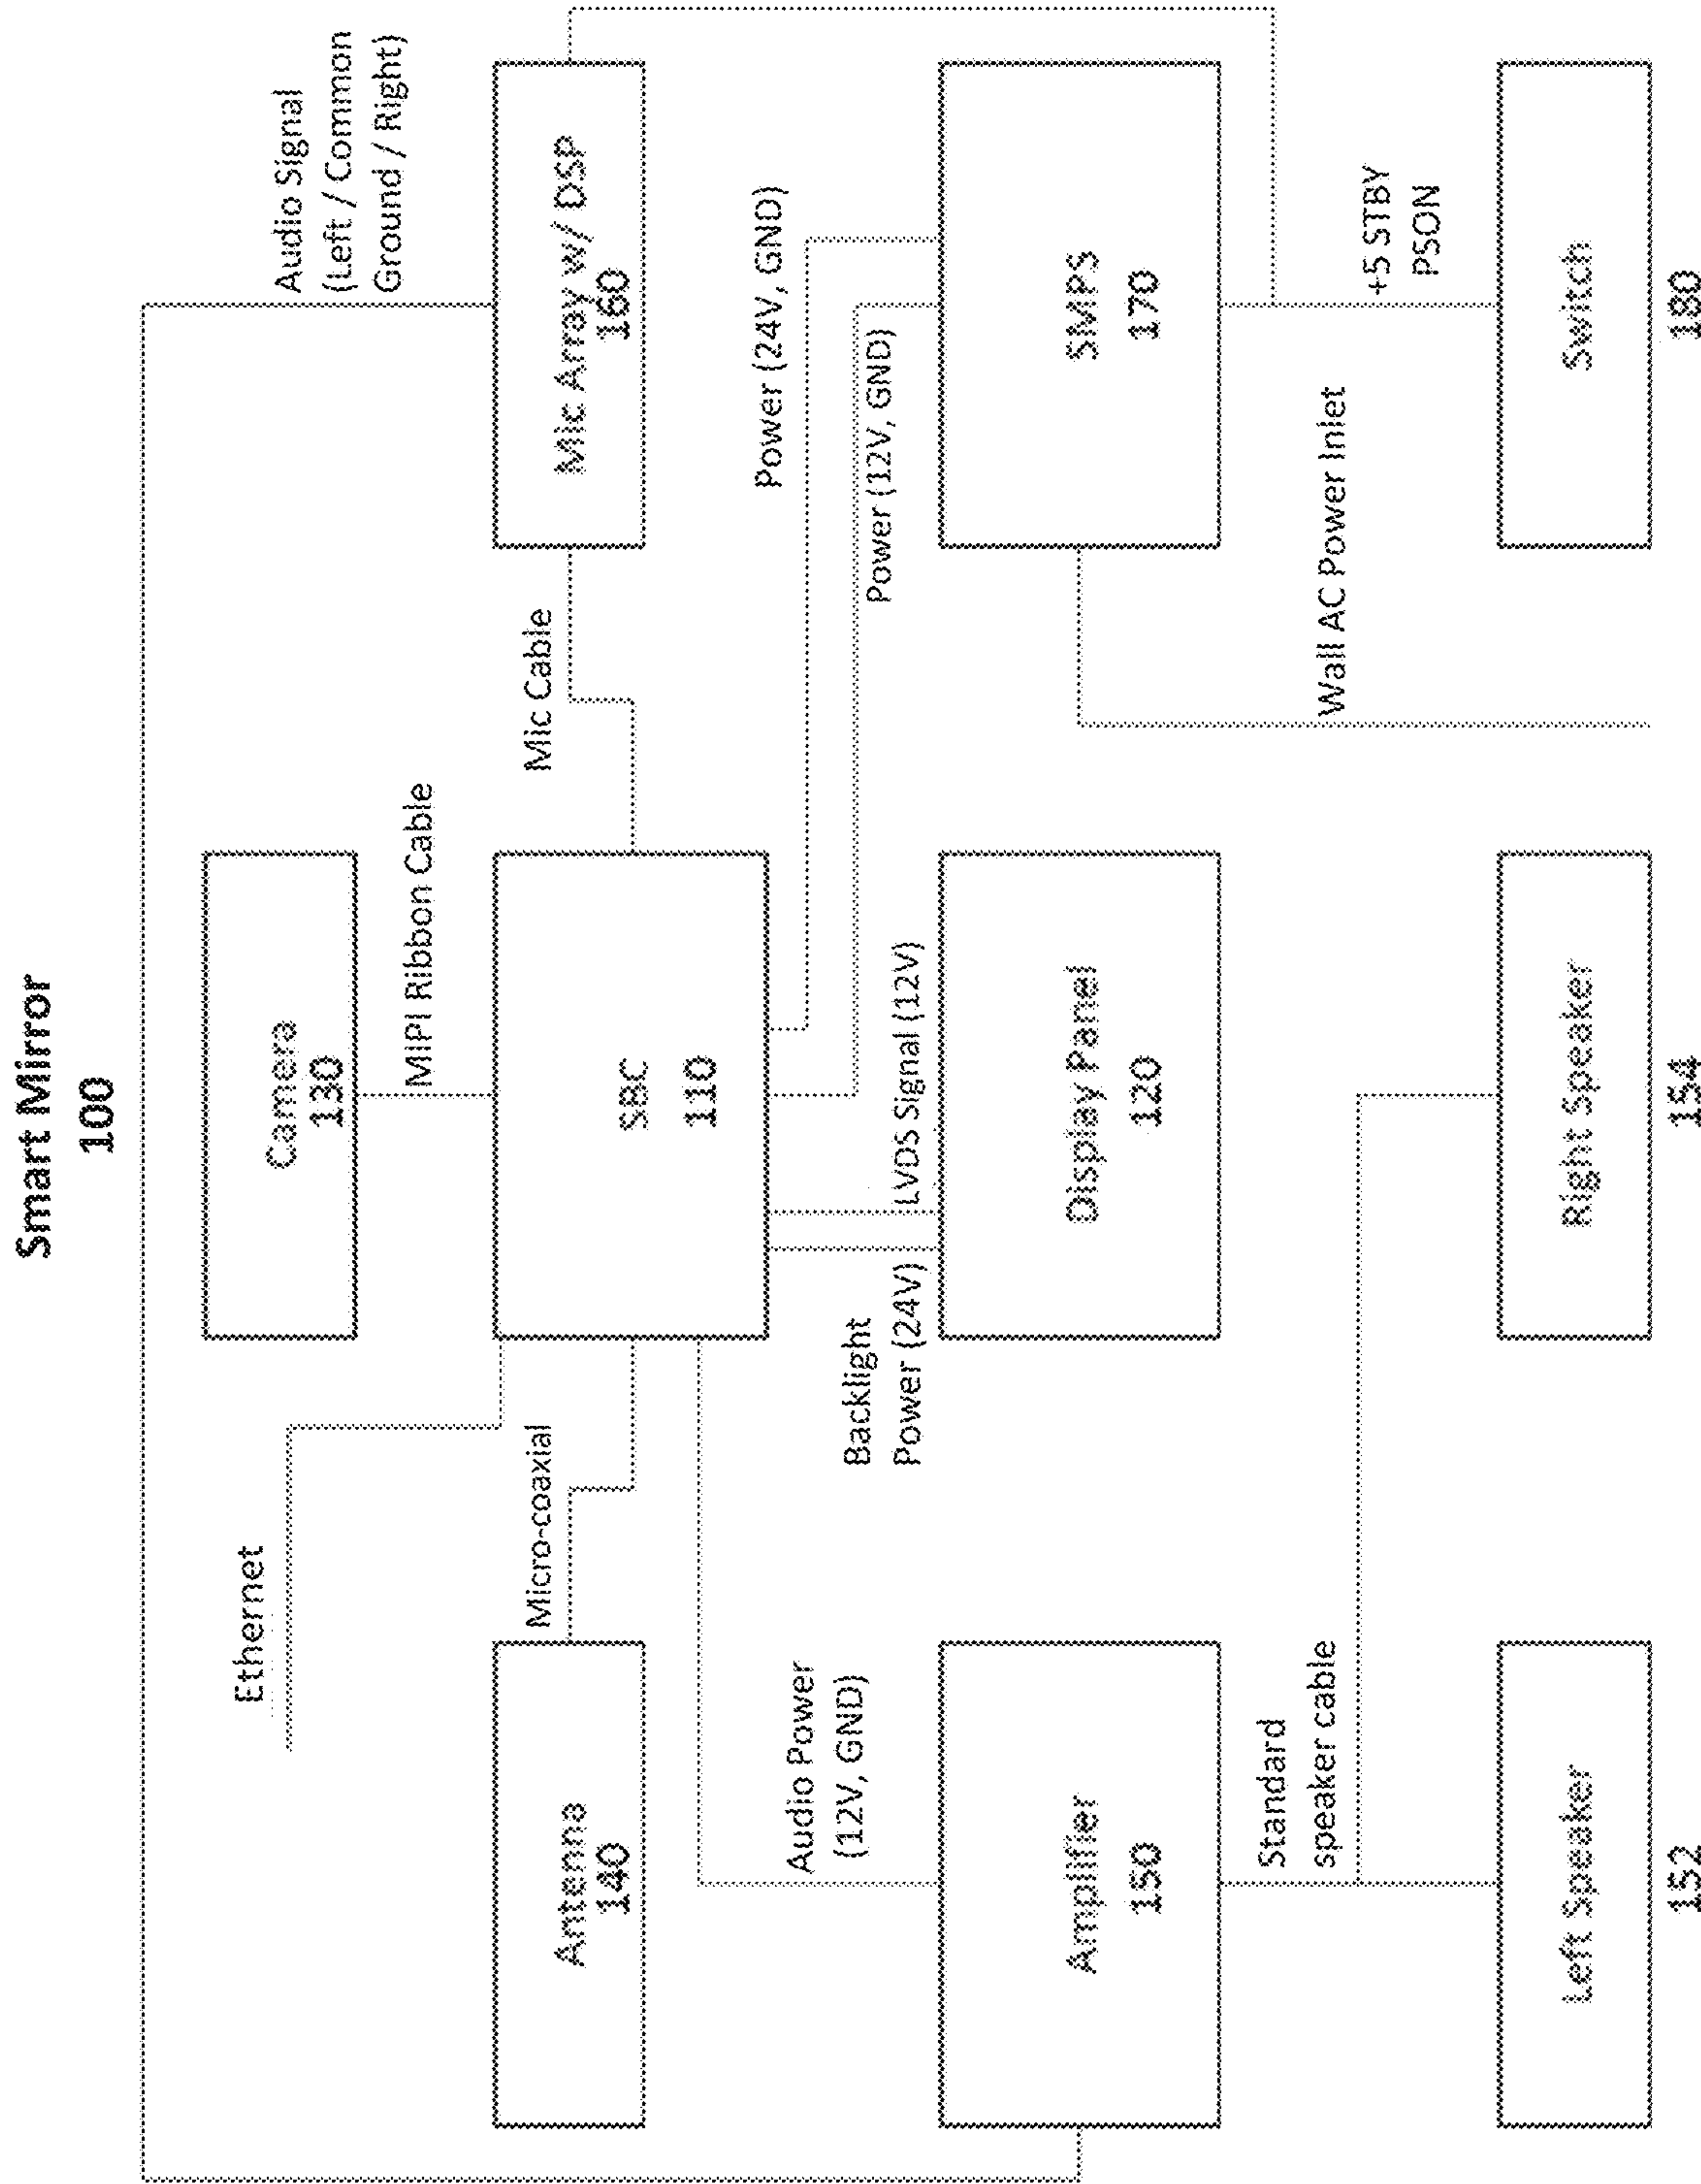 Smart Mirror
100
Ethernet
Camera
130
Audio Signal
(Left / Common
Ground / Right)
MIPI Ribbon Cable
Antenna
140
Micro-coaxial
SBC
110
Mic Cable
Mic Array w/ DSP
160
Audio Power
(12V, GND)
Backlight
Power (24V)
LVDS Signal (12V)
Power (24V, GND)
Power (12V, GND)
Amplifier
150
Display Panel
120
SMPS
170
Standard
speaker cable
Wall AC Power Inlet
+5 STBY
PSON
Left Speaker
152
Right Speaker
154
Switch
180